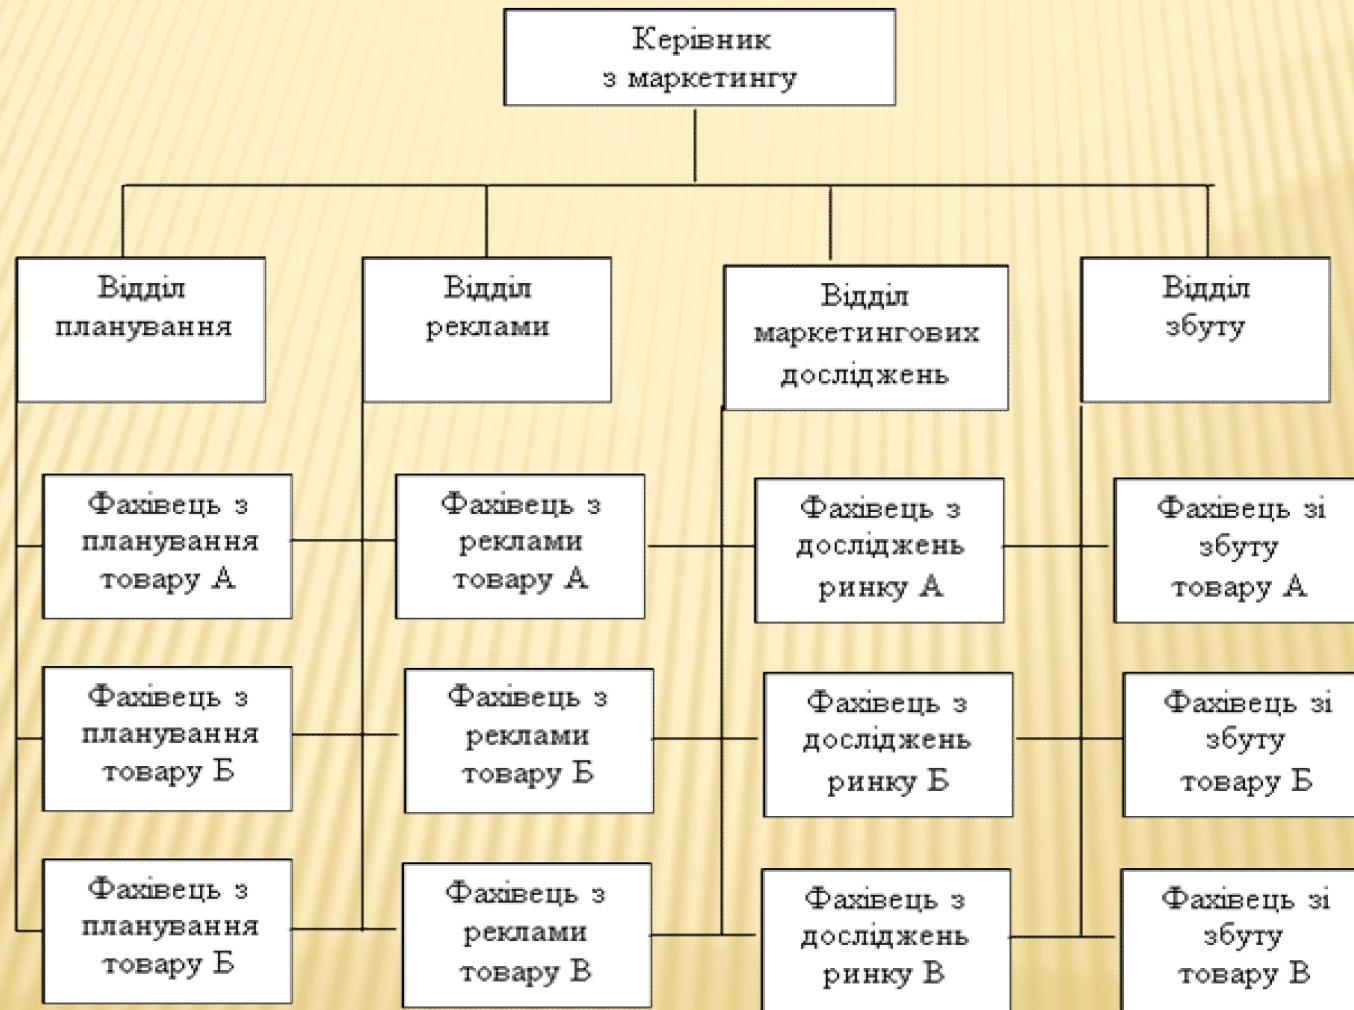 Керівник
з маркетингу
Відділ
планування
Відділ
реклами
Відділ
маркетингових
досліджень
Відділ
збуту
Фахівець з
планування
товару А
Фахівець з
реклами
товару А
Фахівець з
досліджень
ринку А
Фахівець зі
збуту
товару А
Фахівець з
планування
товару Б
Фахівець з
реклами
товару Б
Фахівець з
досліджень
ринку Б
Фахівець зі
збуту
товару Б
Фахівець з
планування
товару Б
Фахівець з
реклами
товару В
Фахівець з
досліджень
ринку В
Фахівець зі
збуту
товару В